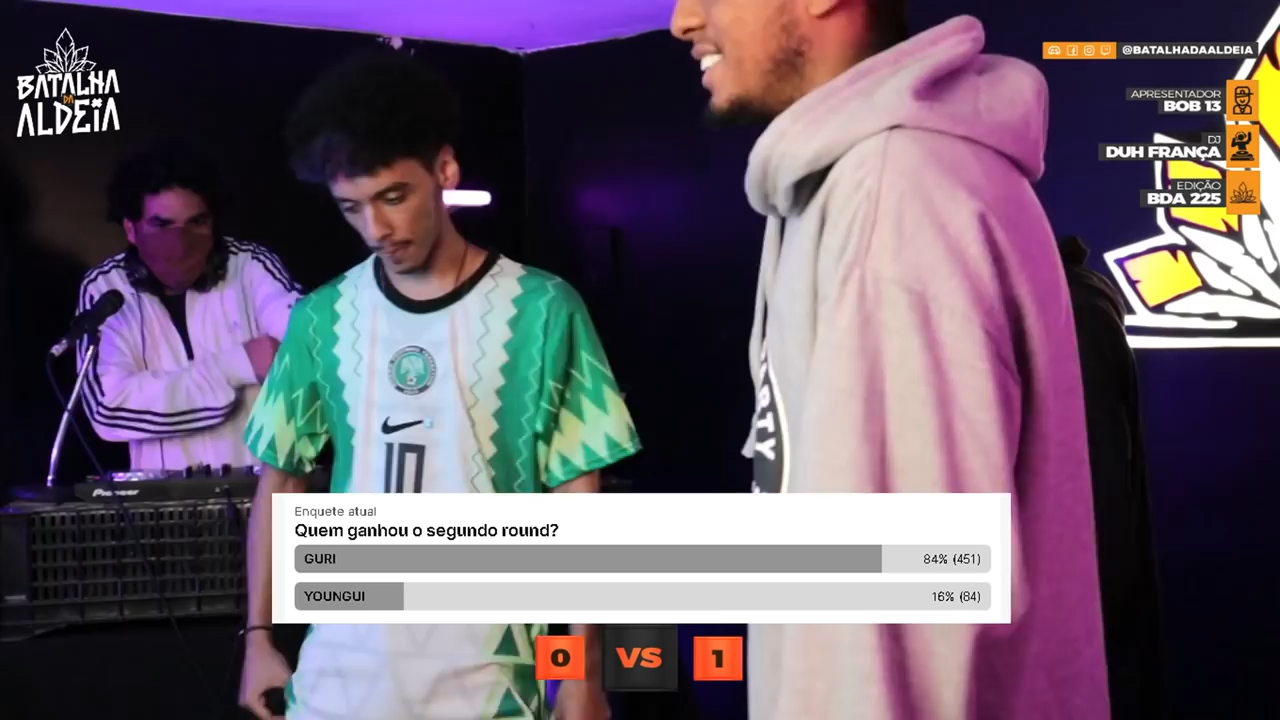 BATALHA
DA
ALDEIA
@BATALHADAALDEIA
APRESENTADOR
BOB 13
DJ
DUH FRANÇA
EDIÇÃO
BDA 225
Pioneer
10
RTY
Enquete atual
Quem ganhou o segundo round?
GURI
84% (451)
YOUNGUI
16% (84)
0 VS 1